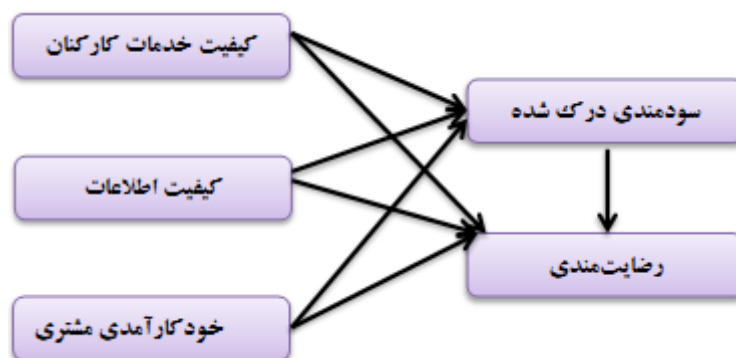 کیفیت خدمات کارکنان
سودمندی درک شده
کیفیت اطلاعات
رضایت‌مندی
خودکارآمدی مشتری